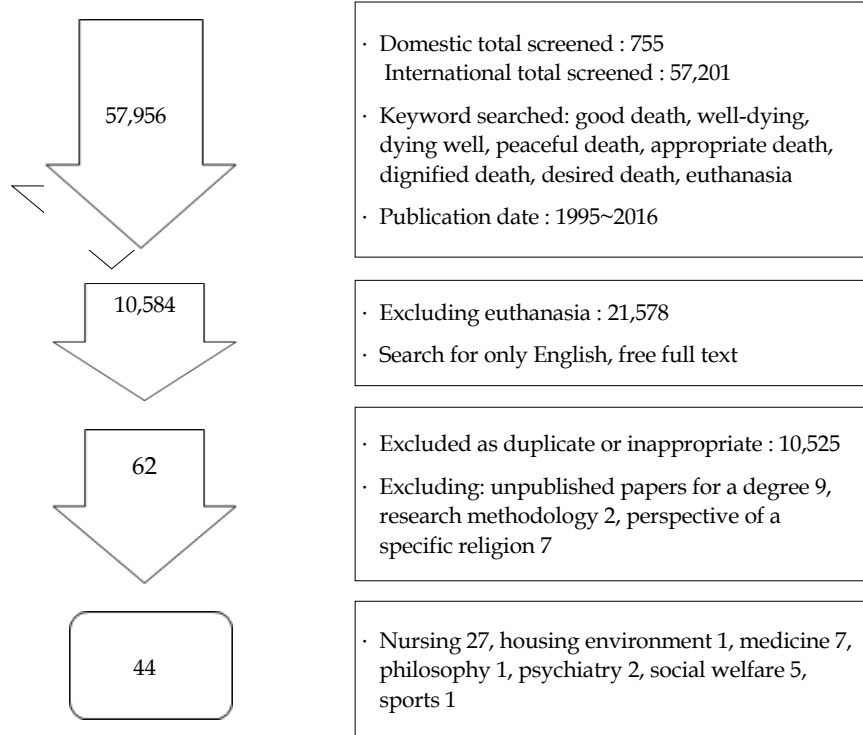 57,956
· Domestic total screened : 755
International total screened : 57,201
· Keyword searched: good death, well-dying,
dying well, peaceful death, appropriate death,
dignified death, desired death, euthanasia
· Publication date : 1995~2016
10,584
· Excluding euthanasia : 21,578
· Search for only English, free full text
62
· Excluded as duplicate or inappropriate : 10,525
· Excluding: unpublished papers for a degree 9,
research methodology 2, perspective of a
specific religion 7
44
· Nursing 27, housing environment 1, medicine 7,
philosophy 1, psychiatry 2, social welfare 5,
sports 1